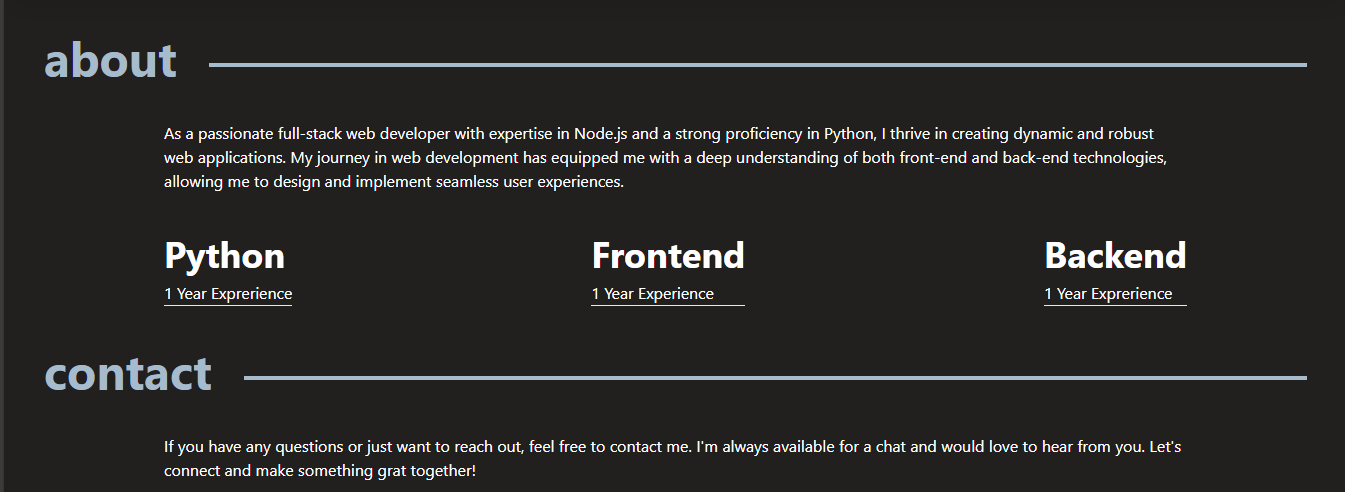 about
As a passionate full-stack web developer with expertise in Node.js and a strong proficiency in Python, I thrive in creating dynamic and robust
web applications. My journey in web development has equipped me with a deep understanding of both front-end and back-end technologies,
allowing me to design and implement seamless user experiences.
Python
1 Year Exprerience
Frontend
1 Year Experience
Backend
1 Year Exprerience
contact
If you have any questions or just want to reach out, feel free to contact me. I'm always available for a chat and would love to hear from you. Let's
connect and make something grat together!